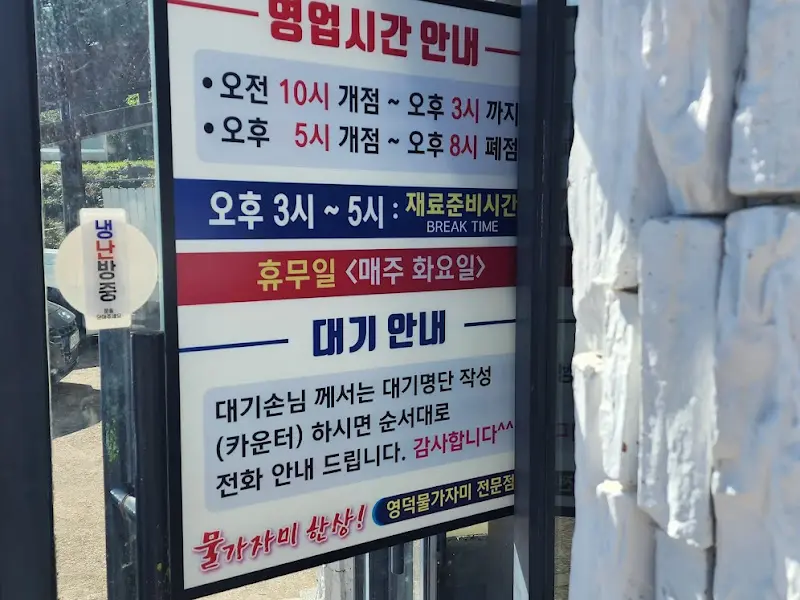 영업시간 안내
• 오전 10시 개점 ~ 오후 3시 까지
• 오후 5시 개점 ~ 오후 8시 폐점
오후 3시 ~ 5시 : 재료준비시간
BREAK TIME
휴무일 <매주 화요일>
대기 안내
대기손님 께서는 대기명단 작성
(카운터) 하시면 순서대로
전화 안내 드립니다. 감사합니다^^
물가자미 한상! 영덕물가자미 전문점
냉난방중